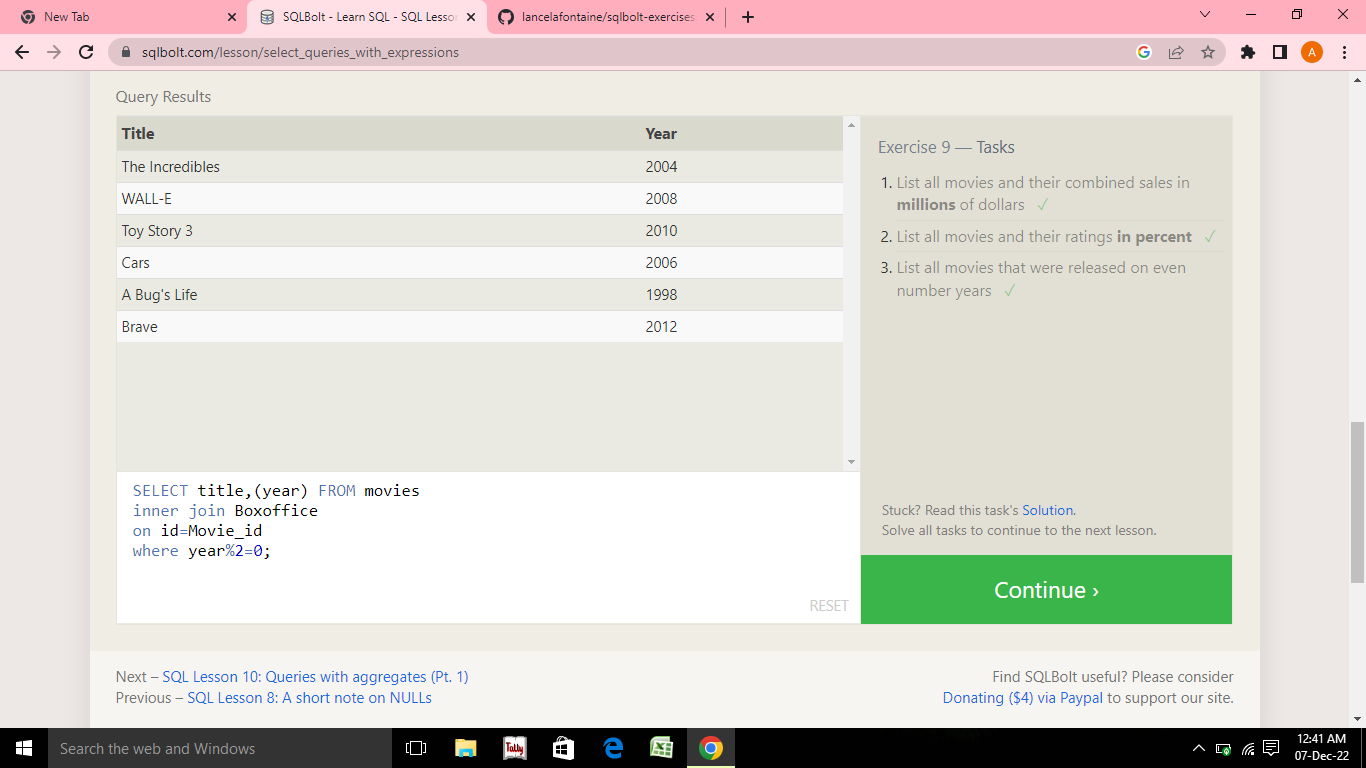 New Tab
SQLBolt - Learn SQL - SQL Lesson
lancelafontaine/sqlbolt-exercises
sqlbolt.com/lesson/select_queries_with_expressions
A
Query Results
Title Year
The Incredibles 2004
WALL-E 2008
Toy Story 3 2010
Cars 2006
A Bug's Life 1998
Brave 2012
Exercise 9 — Tasks
1. List all movies and their combined sales in
millions of dollars ✓
2. List all movies and their ratings in percent ✓
3. List all movies that were released on even
number years ✓
Stuck? Read this task's Solution.
Solve all tasks to continue to the next lesson.
Continue ›
SELECT title,(year) FROM movies
inner join Boxoffice
on id=Movie_id
where year%2=0;
RESET
Next – SQL Lesson 10: Queries with aggregates (Pt. 1)
Previous – SQL Lesson 8: A short note on NULLs
Find SQLBolt useful? Please consider
Donating ($4) via Paypal to support our site.
Search the web and Windows
Tally
12:41 AM
07-Dec-22